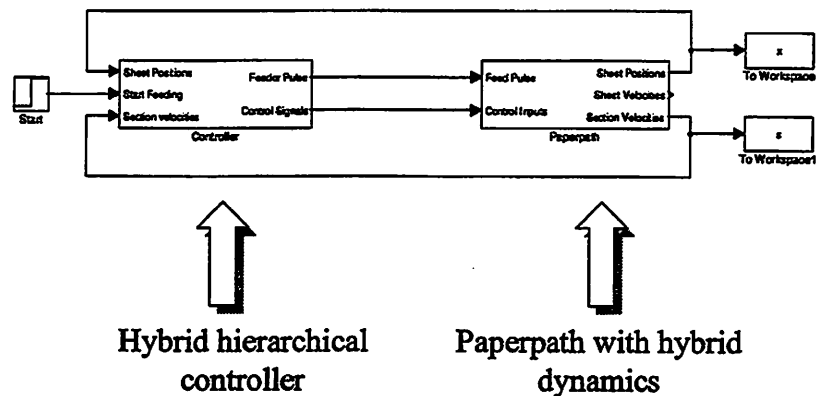 Sheet Positions
Start Feeding
Section velocities
Feeder Pulse
Control Signals
Controller
Start
Feed Pulse
Control Inputs
Sheet Positions
Sheet Velocities
Section Velocities
Paperpath
x
To Workspace
s
To Workspace1
Hybrid hierarchical
controller
Paperpath with hybrid
dynamics